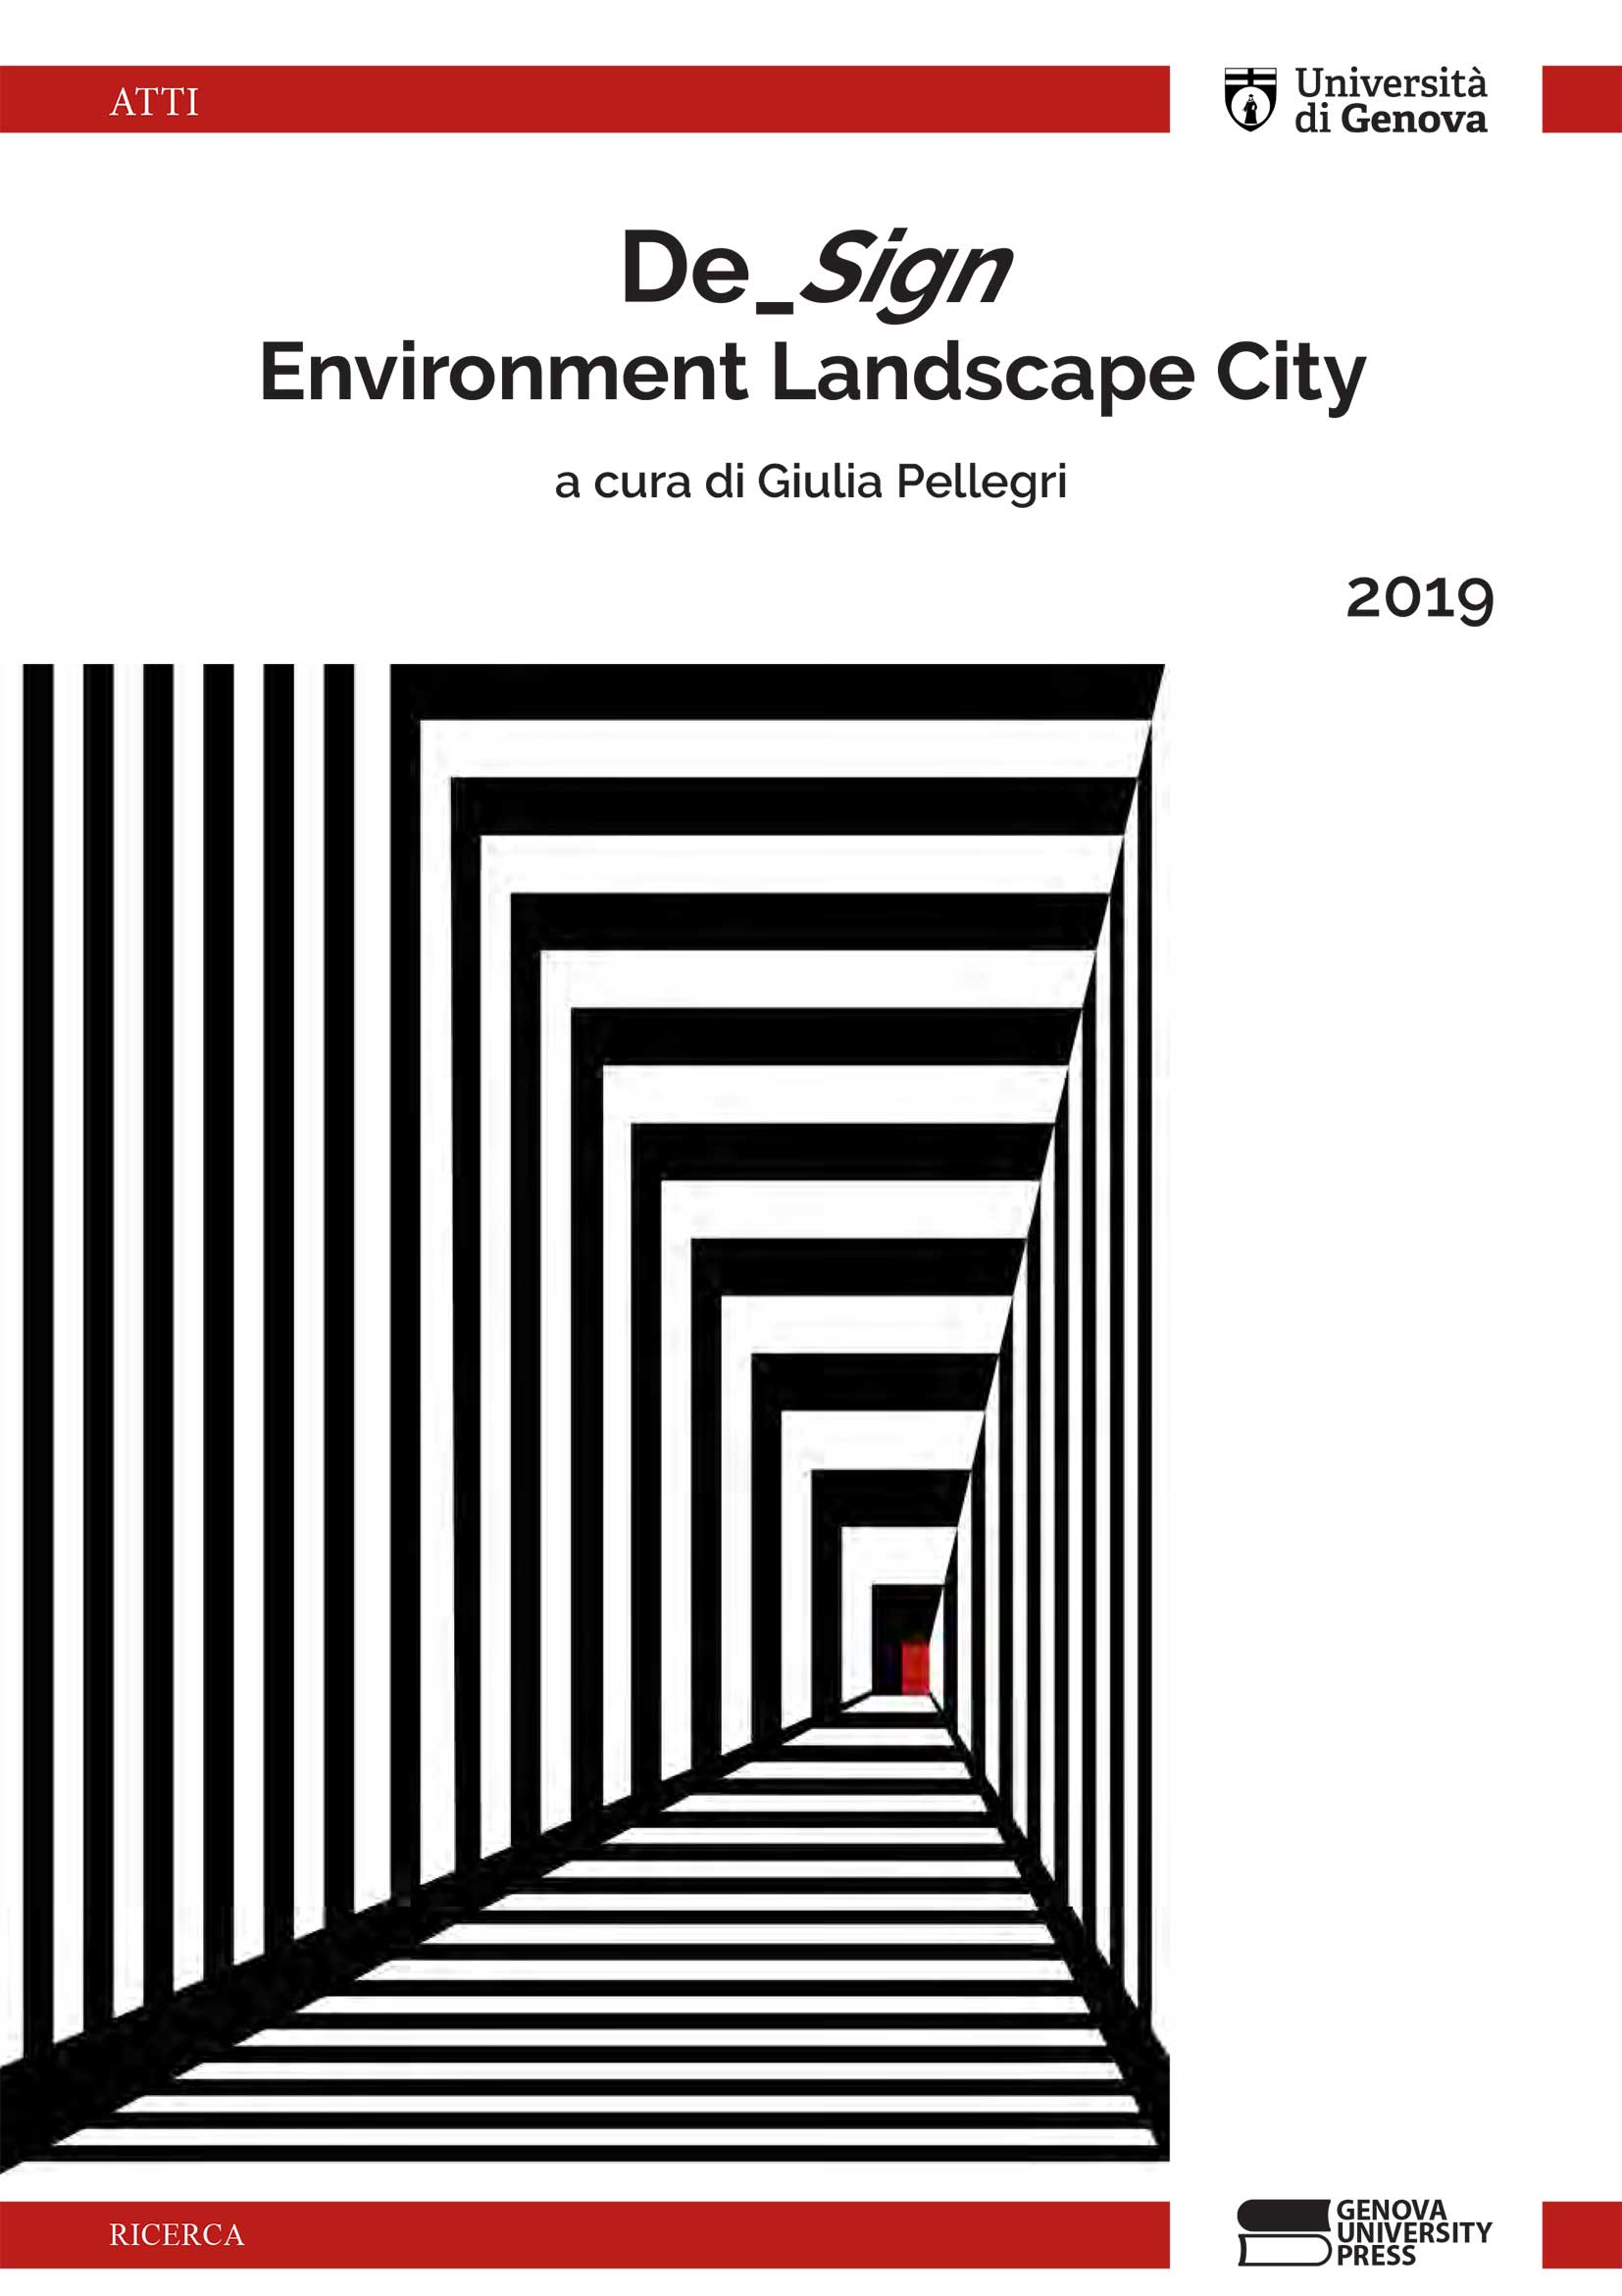 ATTI
Università
di Genova
De_Sign
Environment Landscape City
a cura di Giulia Pellegri
2019
RICERCA
GENOVA
UNIVERSITY
PRESS